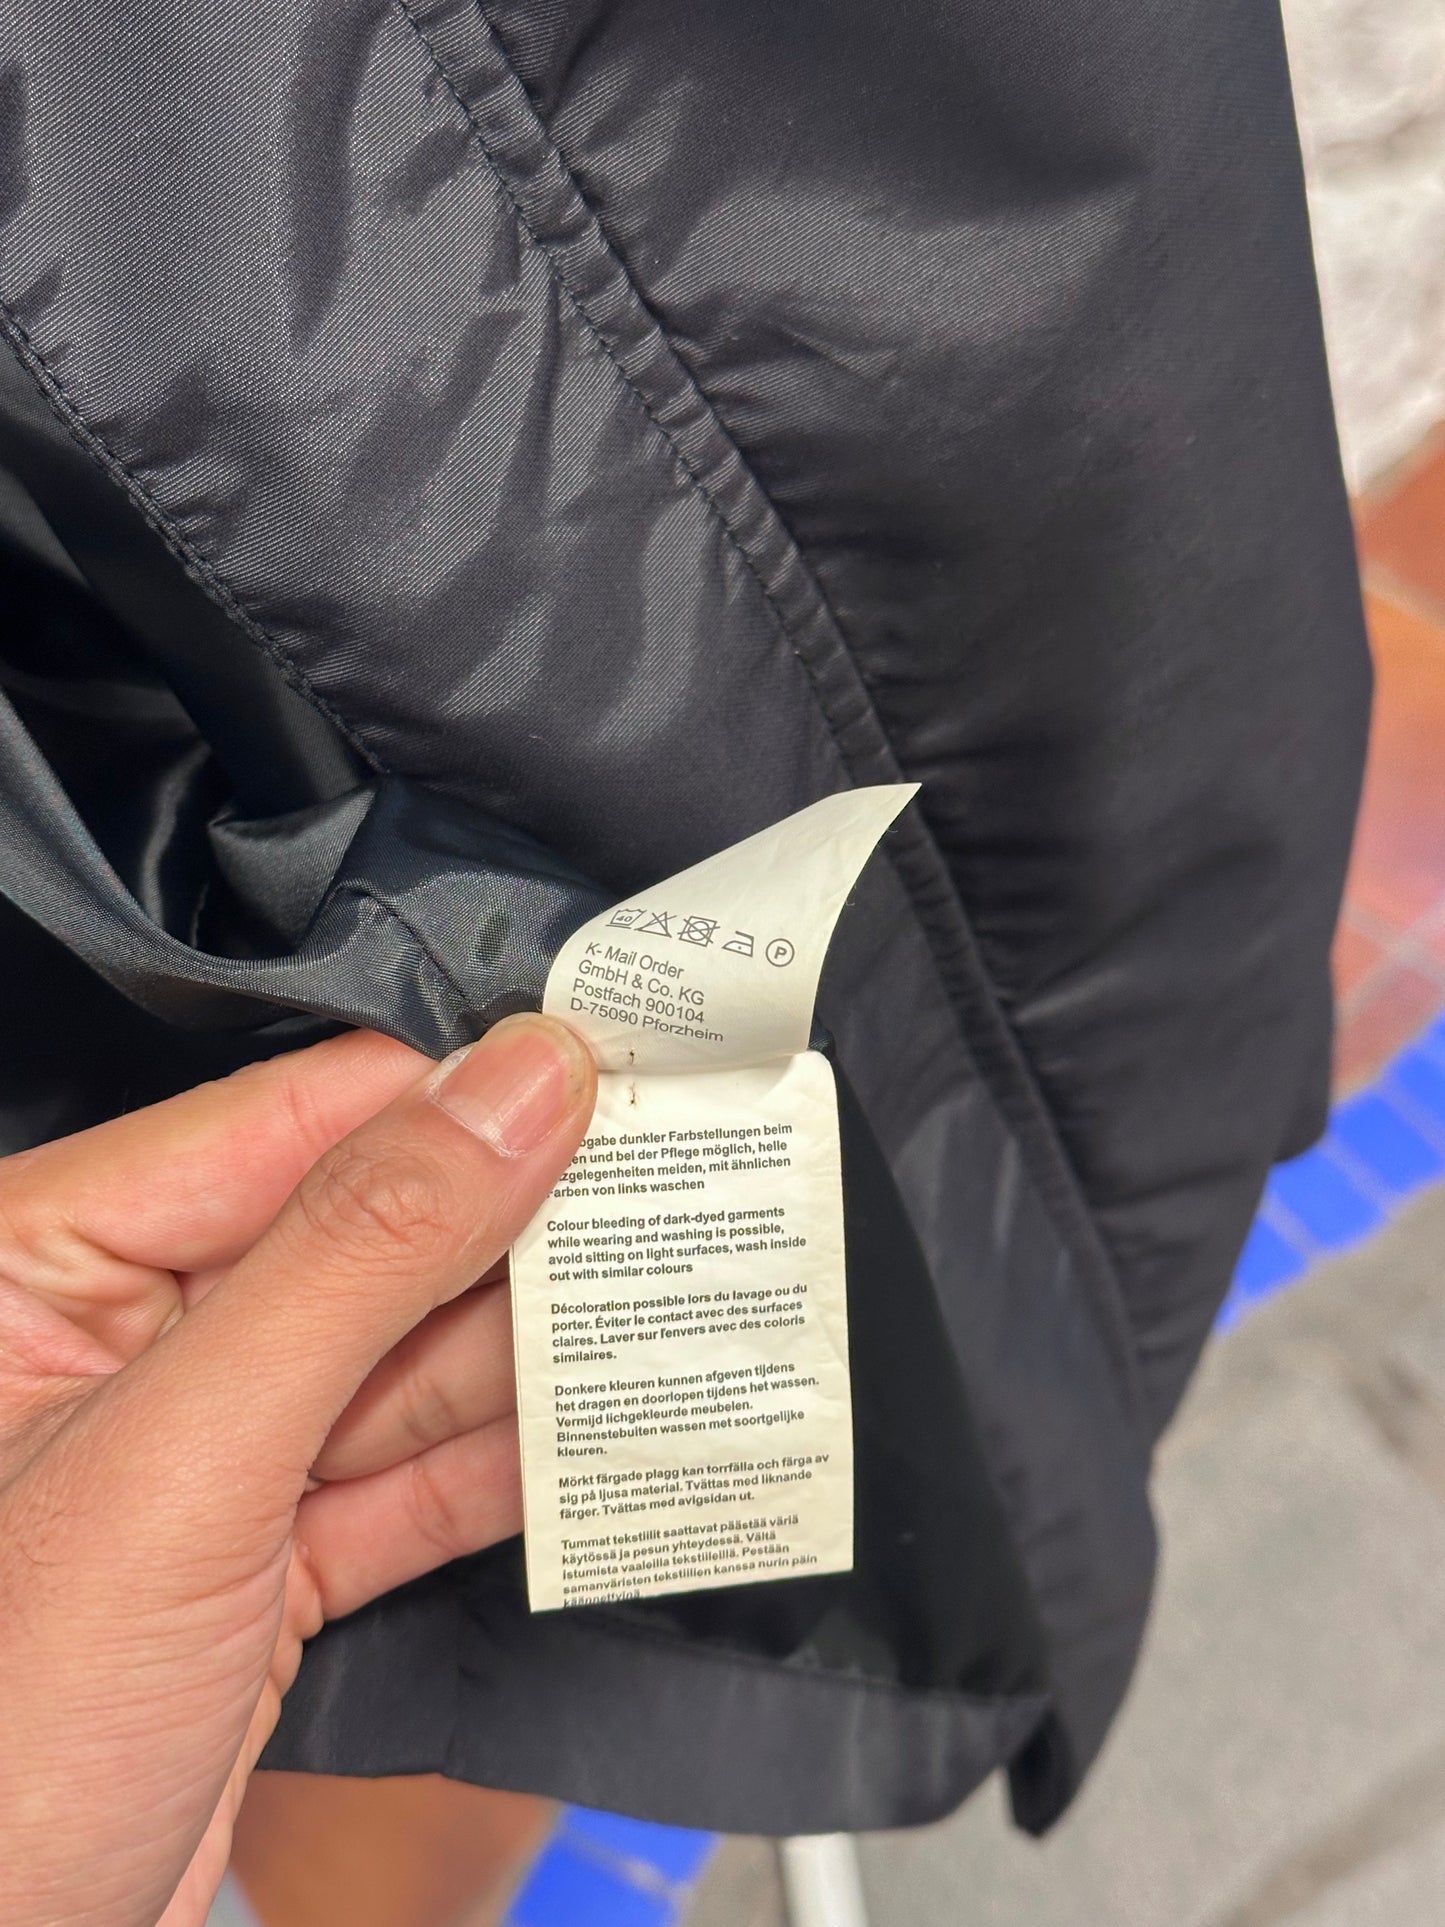 40
P
K- Mail Order
GmbH & Co. KG
Postfach 900104
D-75090 Pforzheim
dunkler Farbstellungen beim
und bei der Pflege möglich, helle
melden, mit ähnlichen
von links waschen
Colour bleeding of dark-dyed garments
while wearing and washing is possible,
avoid sitting on light surfaces, wash inside
out with similar colours
Décoloration possible lors du lavage ou du
porter. Éviter le contact avec des surfaces
claires. Laver sur l'envers avec des coloris
similaires.
Donkere kleuren kunnen afgeven tijdens
het dragen en doorlopen tijdens het wassen.
Vermijd lichgekleurde meubelen.
Binnenstebuiten wassen met soortgelijke
kleuren.
Mörkt färgade plagg kan torrfälla och färga av
sig på ljusa material. Tvättas med liknande
färger. Tvättas med avigsidan ut.
Tummat tekstiilit saattavat päästää väriä
käytössä ja pesun yhteydessä. Vältä
istumista vaaleilla tekstiileillä. Pestään
samanväristen tekstiilien kanssa nurin päin